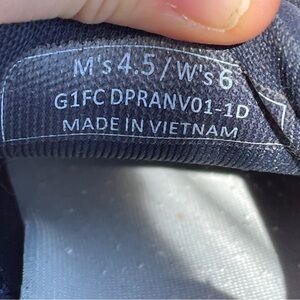 M's 4.5 / W's 6
G1FC DPRANV01-1D
MADE IN VIETNAM